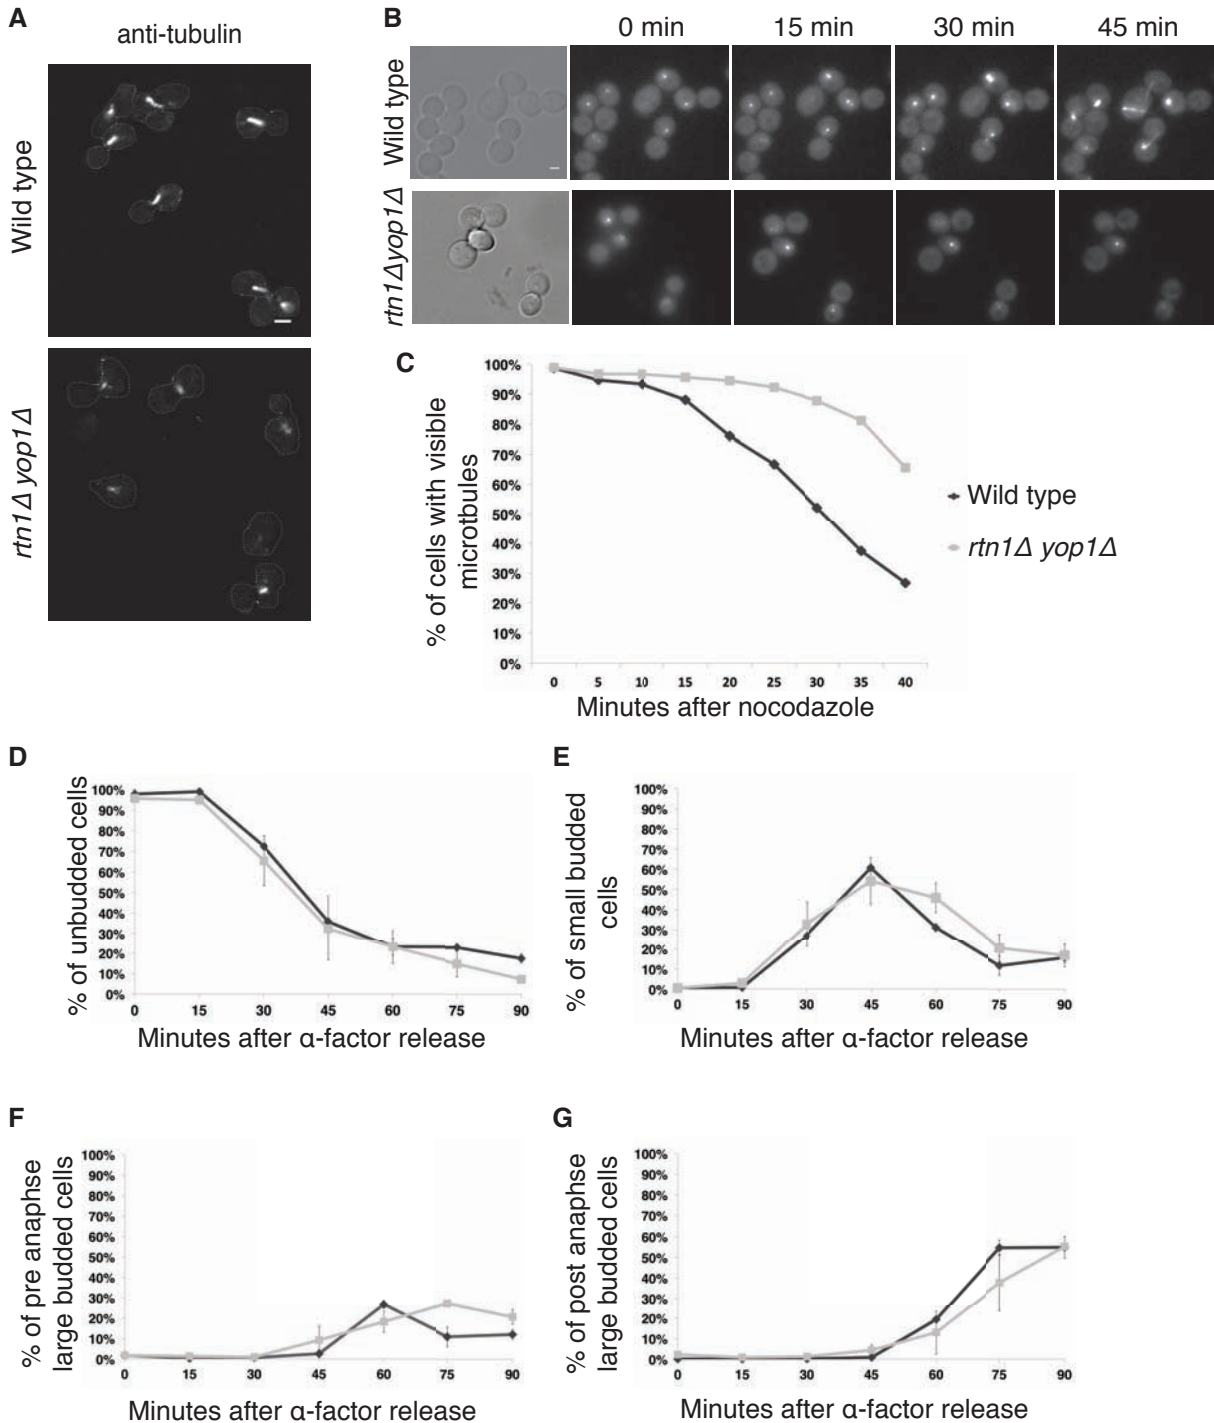 A
anti-tubulin
Wild type
rtn1Δ yop1Δ
B
0 min
15 min
30 min
45 min
Wild type
rtn1Δyop1Δ
C
% of cells with visible
microtbules
100%
90%
80%
70%
60%
50%
40%
30%
20%
10%
0%
0 5 10 15 20 25 30 35 40
Minutes after nocodazole
Wild type
rtn1Δ yop1Δ
D
% of unbudded cells
100%
90%
80%
70%
60%
50%
40%
30%
20%
10%
0%
0 15 30 45 60 75 90
Minutes after α-factor release
E
% of small budded
cells
100%
90%
80%
70%
60%
50%
40%
30%
20%
10%
0%
0 15 30 45 60 75 90
Minutes after α-factor release
F
% of pre anaphse
large budded cells
100%
90%
80%
70%
60%
50%
40%
30%
20%
10%
0%
0 15 30 45 60 75 90
Minutes after α-factor release
G
% of post anaphse
large budded cells
100%
90%
80%
70%
60%
50%
40%
30%
20%
10%
0%
0 15 30 45 60 75 90
Minutes after α-factor release